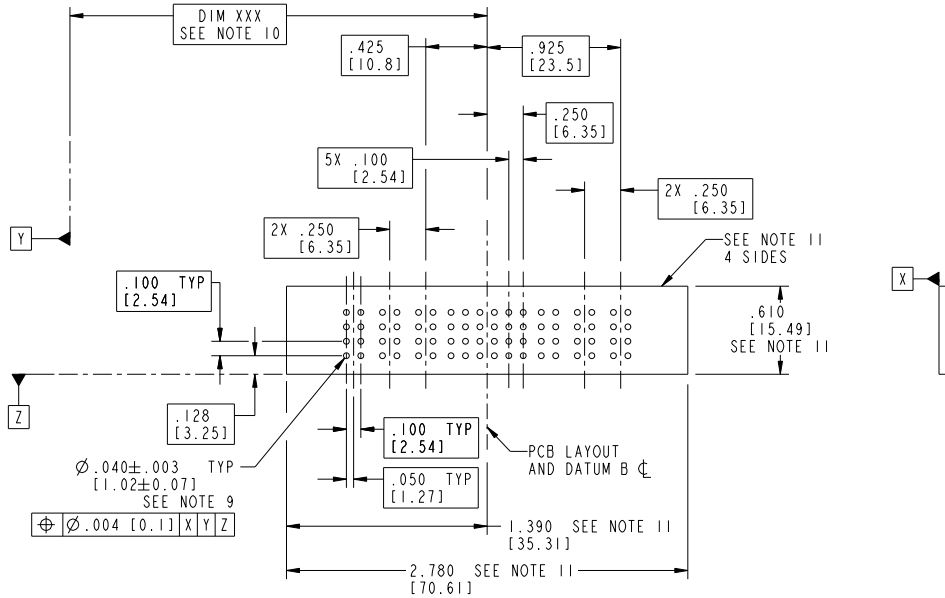 DIM XXX
SEE NOTE 10
.425
[10.8]
.925
[23.5]
.250
[6.35]
5X .100
[2.54]
2X .250
[6.35]
2X .250
[6.35]
Y
SEE NOTE 11
4 SIDES
X
.100 TYP
[2.54]
.610
[15.49]
SEE NOTE 11
Z
.128
[3.25]
.100 TYP
[2.54]
PCB LAYOUT
AND DATUM B ℄
Ø.040±.003 TYP
[1.02±0.07]
SEE NOTE 9
.050 TYP
[1.27]
⌖ Ø.004 [0.1] X Y Z
1.390 SEE NOTE 11
[35.31]
2.780 SEE NOTE 11
[70.61]